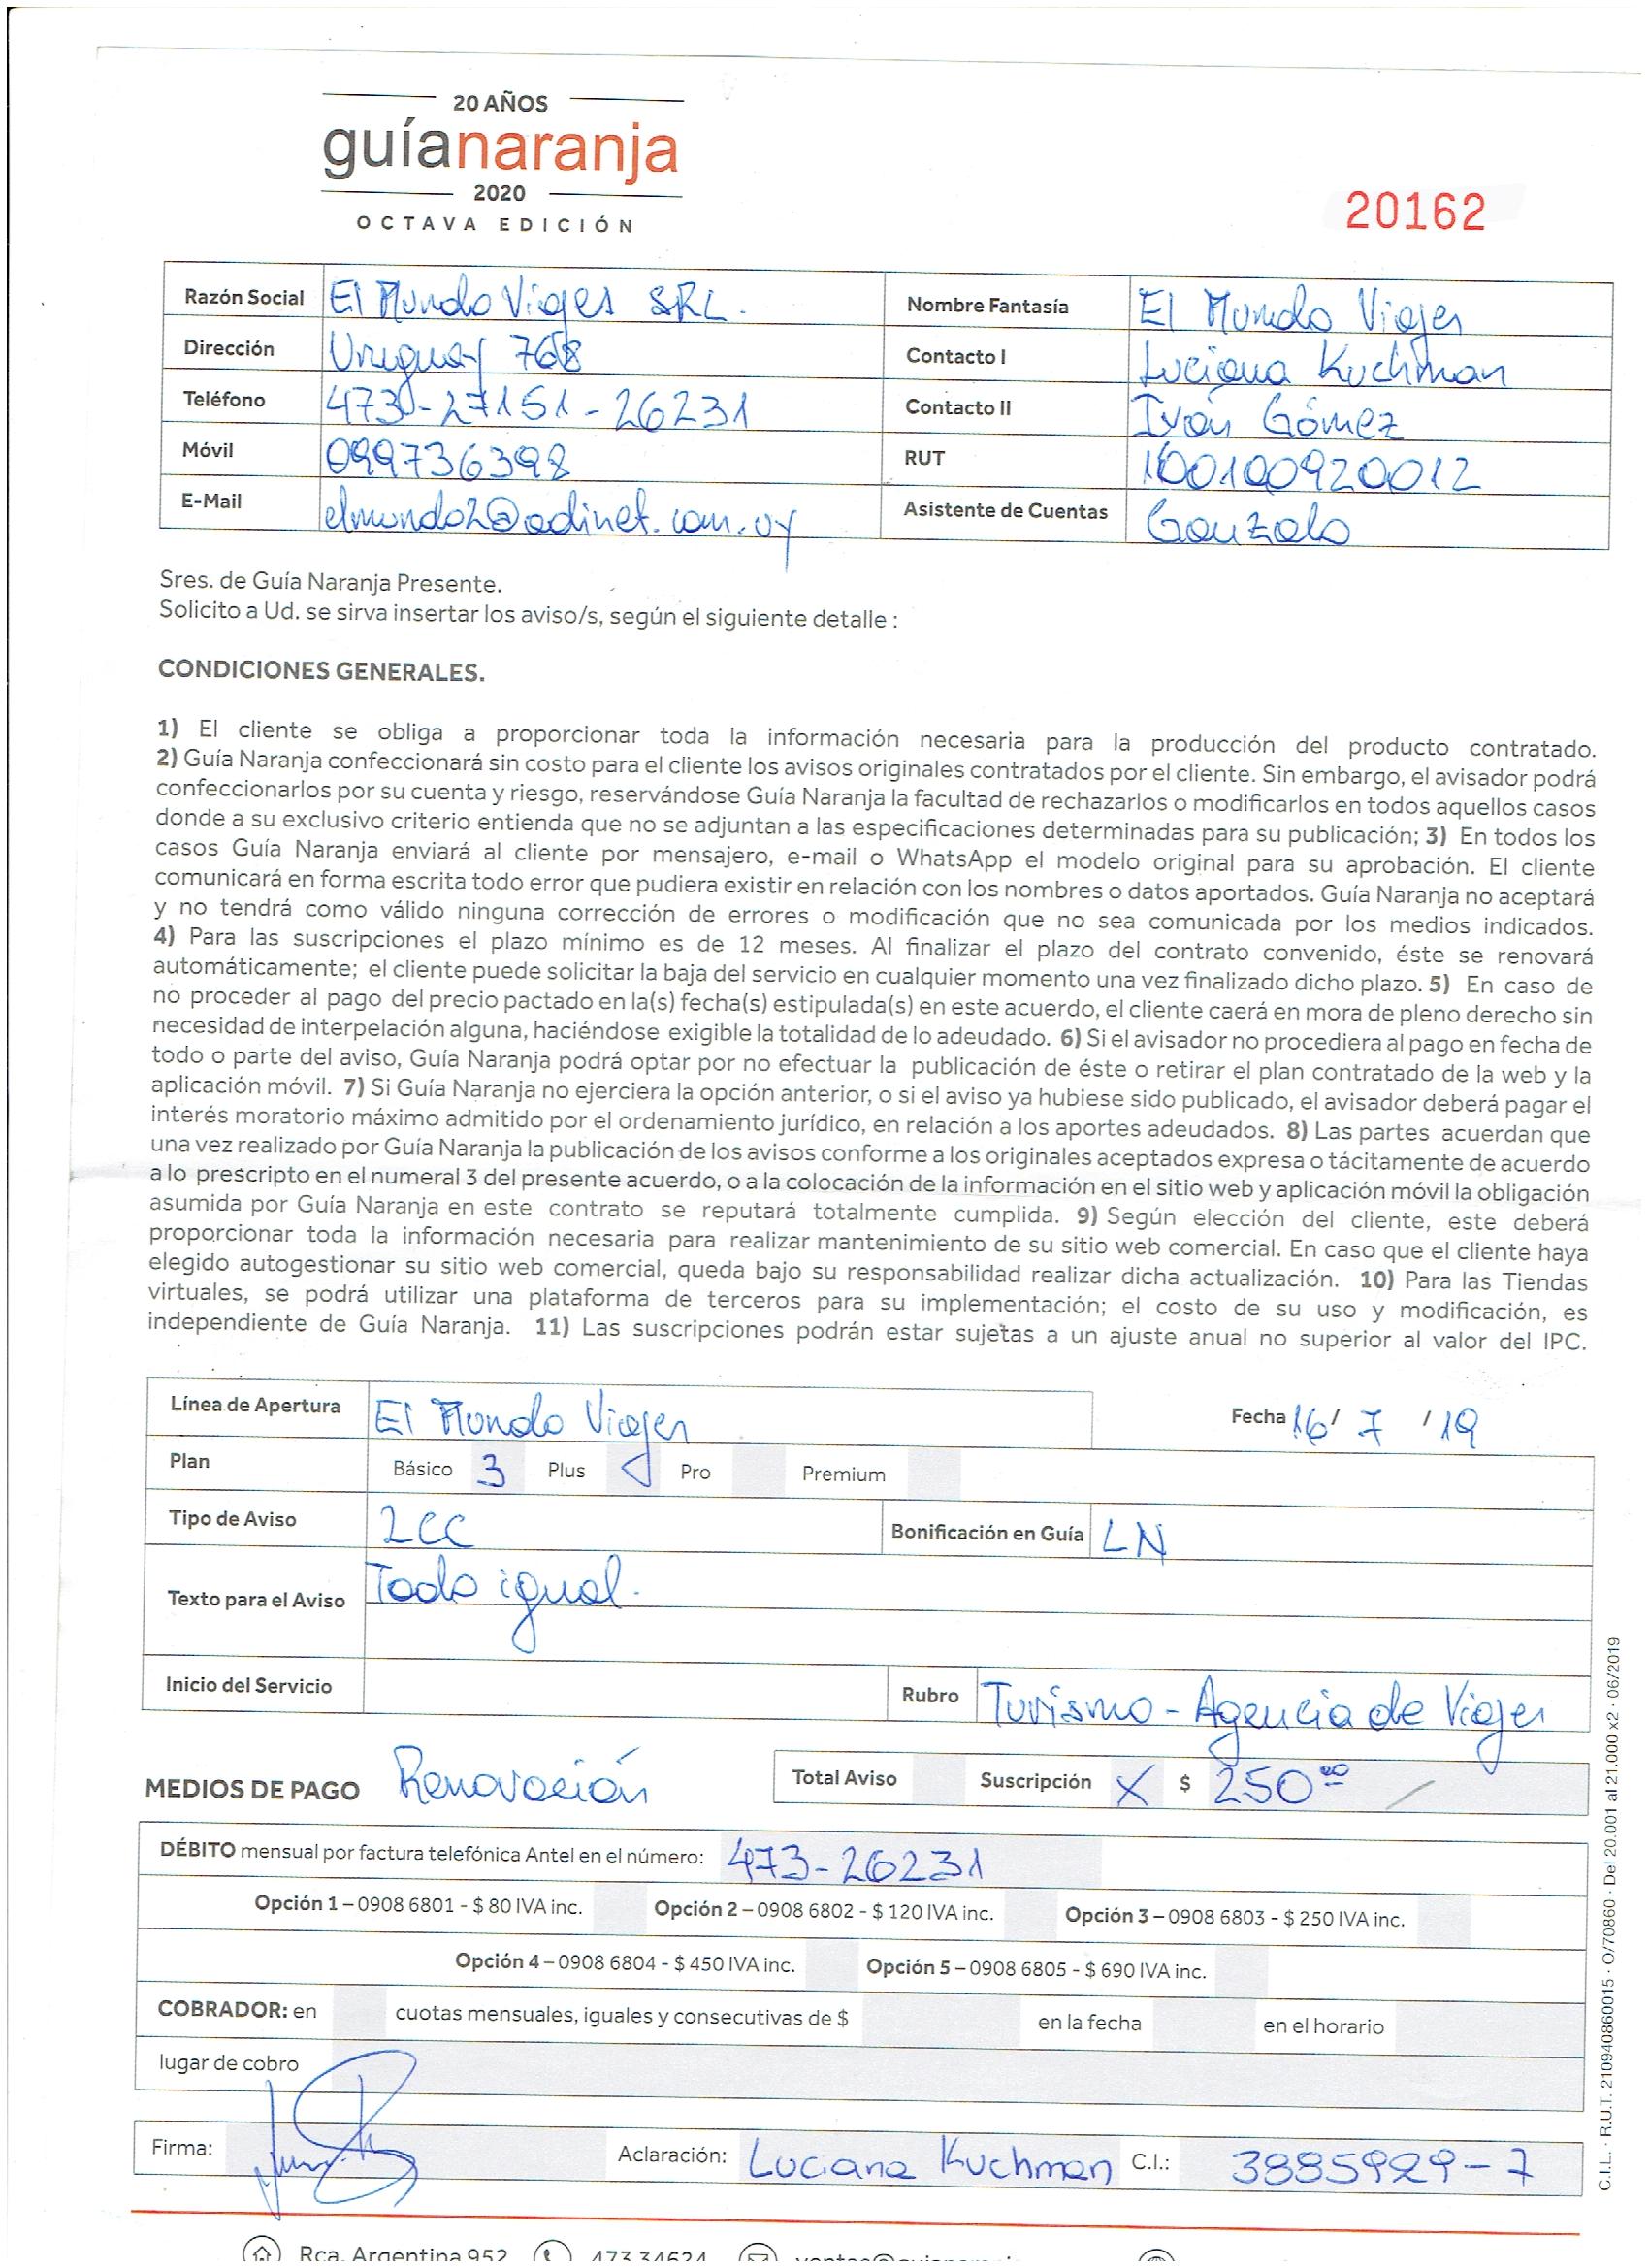 20 AÑOS
guíanaranja
2020
OCTAVA EDICIÓN
20162
Razón Social El Mundo Viajes SRL. Nombre Fantasía El Mundo Viajes
Dirección Uruguay 768 Contacto I Luciana Kuchman
Teléfono 473-27151-26231 Contacto II Iván Gómez
Móvil 099736398 RUT 100100920012
E-Mail elmundo2@adinet.com.uy Asistente de Cuentas Gonzalo
Sres. de Guía Naranja Presente.
Solicito a Ud. se sirva insertar los aviso/s, según el siguiente detalle :
CONDICIONES GENERALES.
1) El cliente se obliga a proporcionar toda la información necesaria para la producción del producto contratado.
2) Guía Naranja confeccionará sin costo para el cliente los avisos originales contratados por el cliente. Sin embargo, el avisador podrá
confeccionarlos por su cuenta y riesgo, reservándose Guía Naranja la facultad de rechazarlos o modificarlos en todos aquellos casos
donde a su exclusivo criterio entienda que no se adjuntan a las especificaciones determinadas para su publicación; 3) En todos los
casos Guía Naranja enviará al cliente por mensajero, e-mail o WhatsApp el modelo original para su aprobación. El cliente
comunicará en forma escrita todo error que pudiera existir en relación con los nombres o datos aportados. Guía Naranja no aceptará
y no tendrá como válido ninguna corrección de errores o modificación que no sea comunicada por los medios indicados.
4) Para las suscripciones el plazo mínimo es de 12 meses. Al finalizar el plazo del contrato convenido, éste se renovará
automáticamente; el cliente puede solicitar la baja del servicio en cualquier momento una vez finalizado dicho plazo. 5) En caso de
no proceder al pago del precio pactado en la(s) fecha(s) estipulada(s) en este acuerdo, el cliente caerá en mora de pleno derecho sin
necesidad de interpelación alguna, haciéndose exigible la totalidad de lo adeudado. 6) Si el avisador no procediera al pago en fecha de
todo o parte del aviso, Guía Naranja podrá optar por no efectuar la publicación de éste o retirar el plan contratado de la web y la
aplicación móvil. 7) Si Guía Naranja no ejerciera la opción anterior, o si el aviso ya hubiese sido publicado, el avisador deberá pagar el
interés moratorio máximo admitido por el ordenamiento jurídico, en relación a los aportes adeudados. 8) Las partes acuerdan que
una vez realizado por Guía Naranja la publicación de los avisos conforme a los originales aceptados expresa o tácitamente de acuerdo
a lo prescripto en el numeral 3 del presente acuerdo, o a la colocación de la información en el sitio web y aplicación móvil la obligación
asumida por Guía Naranja en este contrato se reputará totalmente cumplida. 9) Según elección del cliente, este deberá
proporcionar toda la información necesaria para realizar mantenimiento de su sitio web comercial. En caso que el cliente haya
elegido autogestionar su sitio web comercial, queda bajo su responsabilidad realizar dicha actualización. 10) Para las Tiendas
virtuales, se podrá utilizar una plataforma de terceros para su implementación; el costo de su uso y modificación, es
independiente de Guía Naranja. 11) Las suscripciones podrán estar sujetas a un ajuste anual no superior al valor del IPC.
Línea de Apertura El Mundo Viajes Fecha 16/ 7 /19
Plan Básico 3 Plus Pro Premium
Tipo de Aviso 2CC Bonificación en Guía LN
Texto para el Aviso Todo igual.
Inicio del Servicio Rubro Turismo - Agencia de Viajes
MEDIOS DE PAGO Renovación Total Aviso Suscripción X $ 250 00 /
DÉBITO mensual por factura telefónica Antel en el número: 473-26231
Opción 1 – 0908 6801 - $ 80 IVA inc. Opción 2 – 0908 6802 - $ 120 IVA inc. Opción 3 – 0908 6803 - $ 250 IVA inc.
Opción 4 – 0908 6804 - $ 450 IVA inc. Opción 5 – 0908 6805 - $ 690 IVA inc.
COBRADOR: en cuotas mensuales, iguales y consecutivas de $ en la fecha en el horario
lugar de cobro
Firma: Aclaración: Luciana Kuchman C.I.: 3885929-7
Rca. Argentina 952 473 34624
C.I.L. · R.U.T. 210940860015 · O/70860 · Del 20.001 al 21.000 x2 · 06/2019